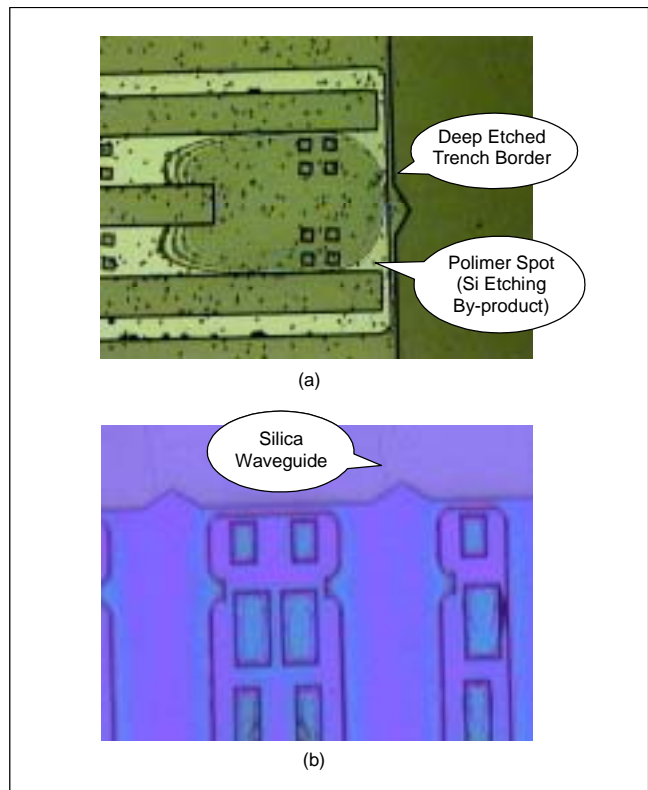 Deep Etched
Trench Border
Polimer Spot
(Si Etching
By-product)
(a)
Silica
Waveguide
(b)